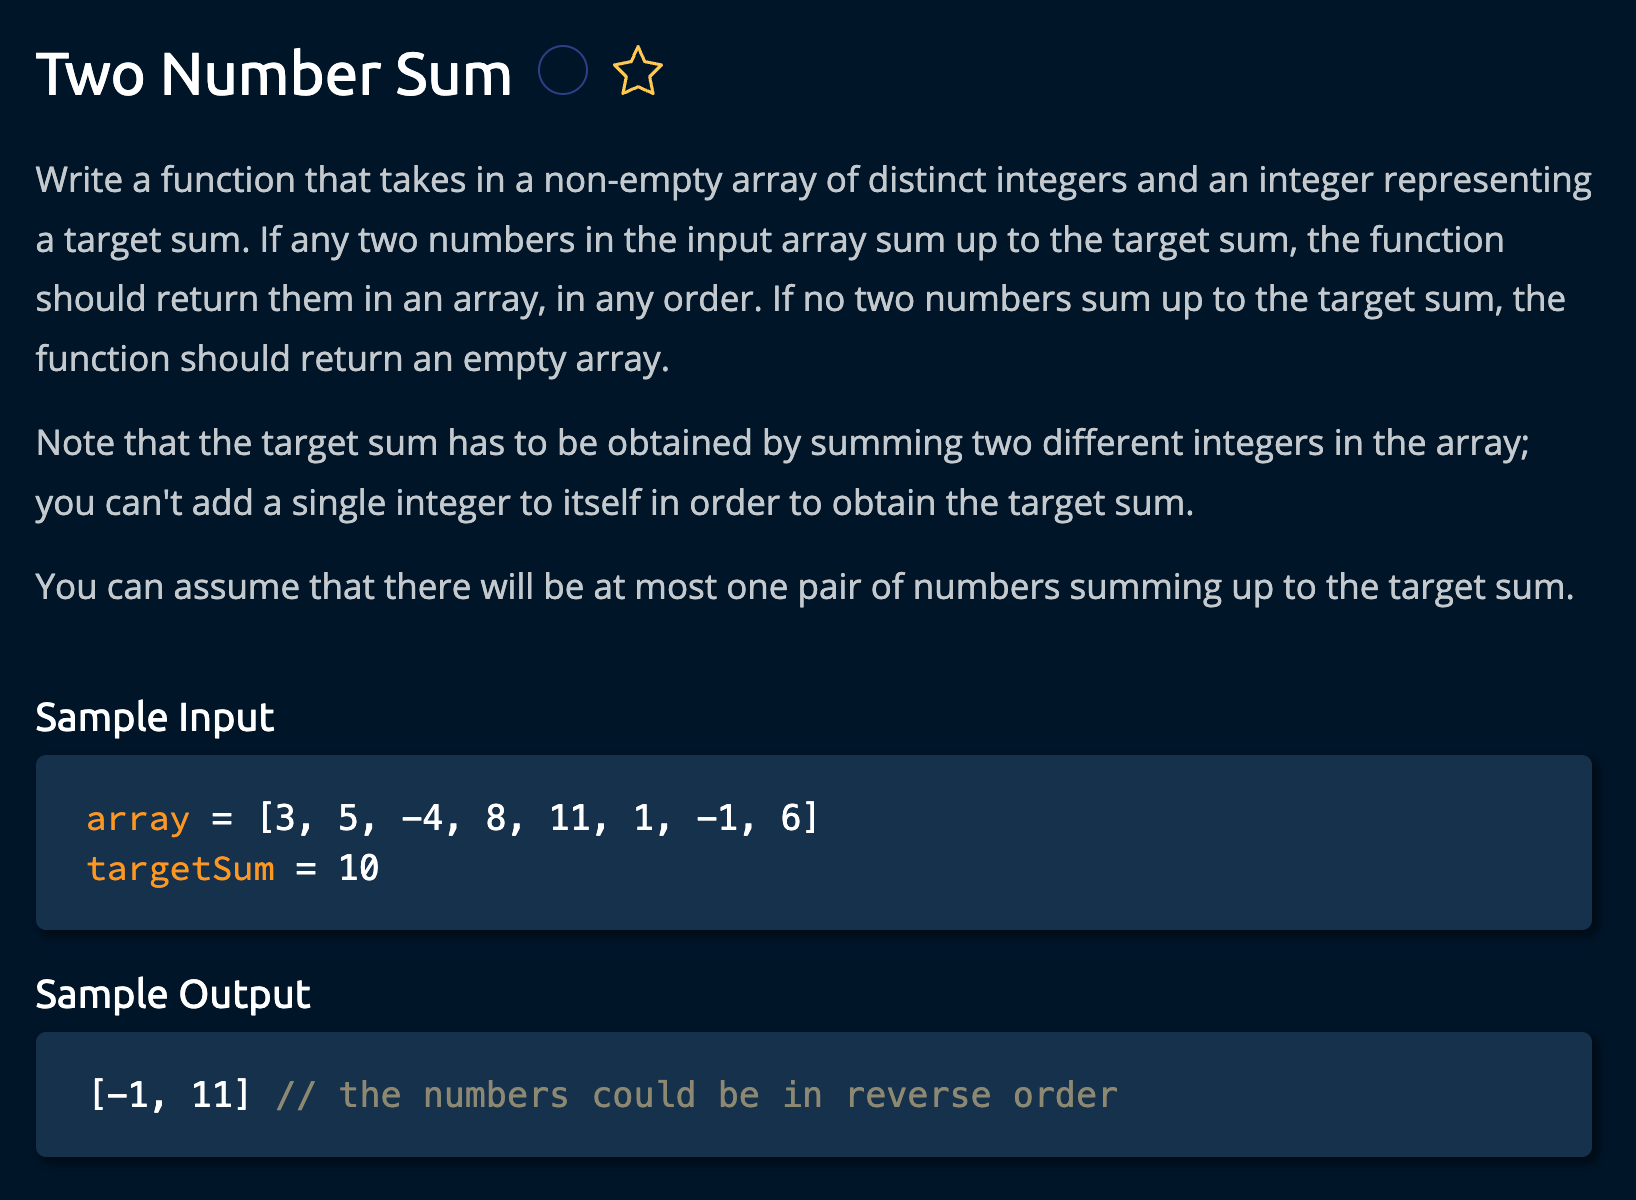 Two Number Sum
Write a function that takes in a non-empty array of distinct integers and an integer representing
a target sum. If any two numbers in the input array sum up to the target sum, the function
should return them in an array, in any order. If no two numbers sum up to the target sum, the
function should return an empty array.
Note that the target sum has to be obtained by summing two different integers in the array;
you can't add a single integer to itself in order to obtain the target sum.
You can assume that there will be at most one pair of numbers summing up to the target sum.
Sample Input
array = [3, 5, -4, 8, 11, 1, -1, 6]
targetSum = 10
Sample Output
[-1, 11] // the numbers could be in reverse order